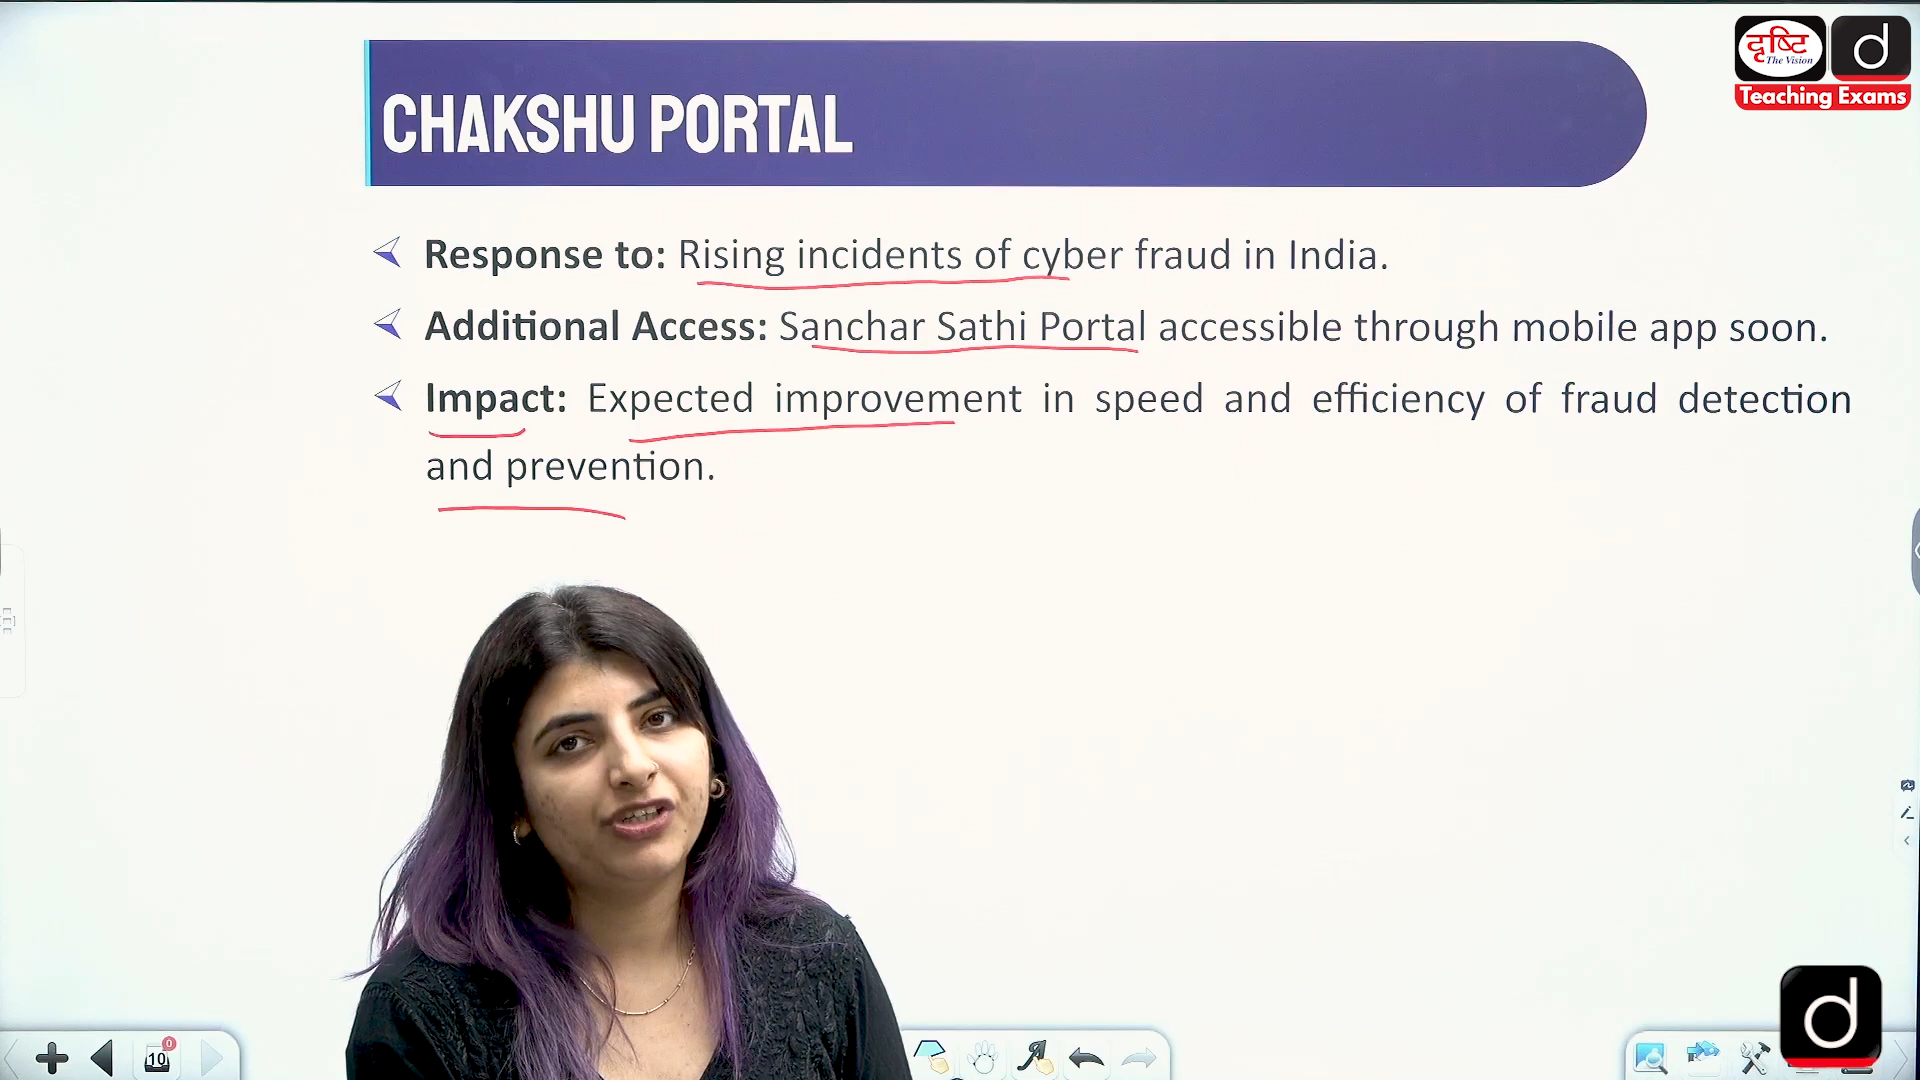 दृष्टि
The Vision
d
Teaching Exams
CHAKSHU PORTAL
Response to: Rising incidents of cyber fraud in India.
Additional Access: Sanchar Sathi Portal accessible through mobile app soon.
Impact: Expected improvement in speed and efficiency of fraud detection
and prevention.
d
10
0